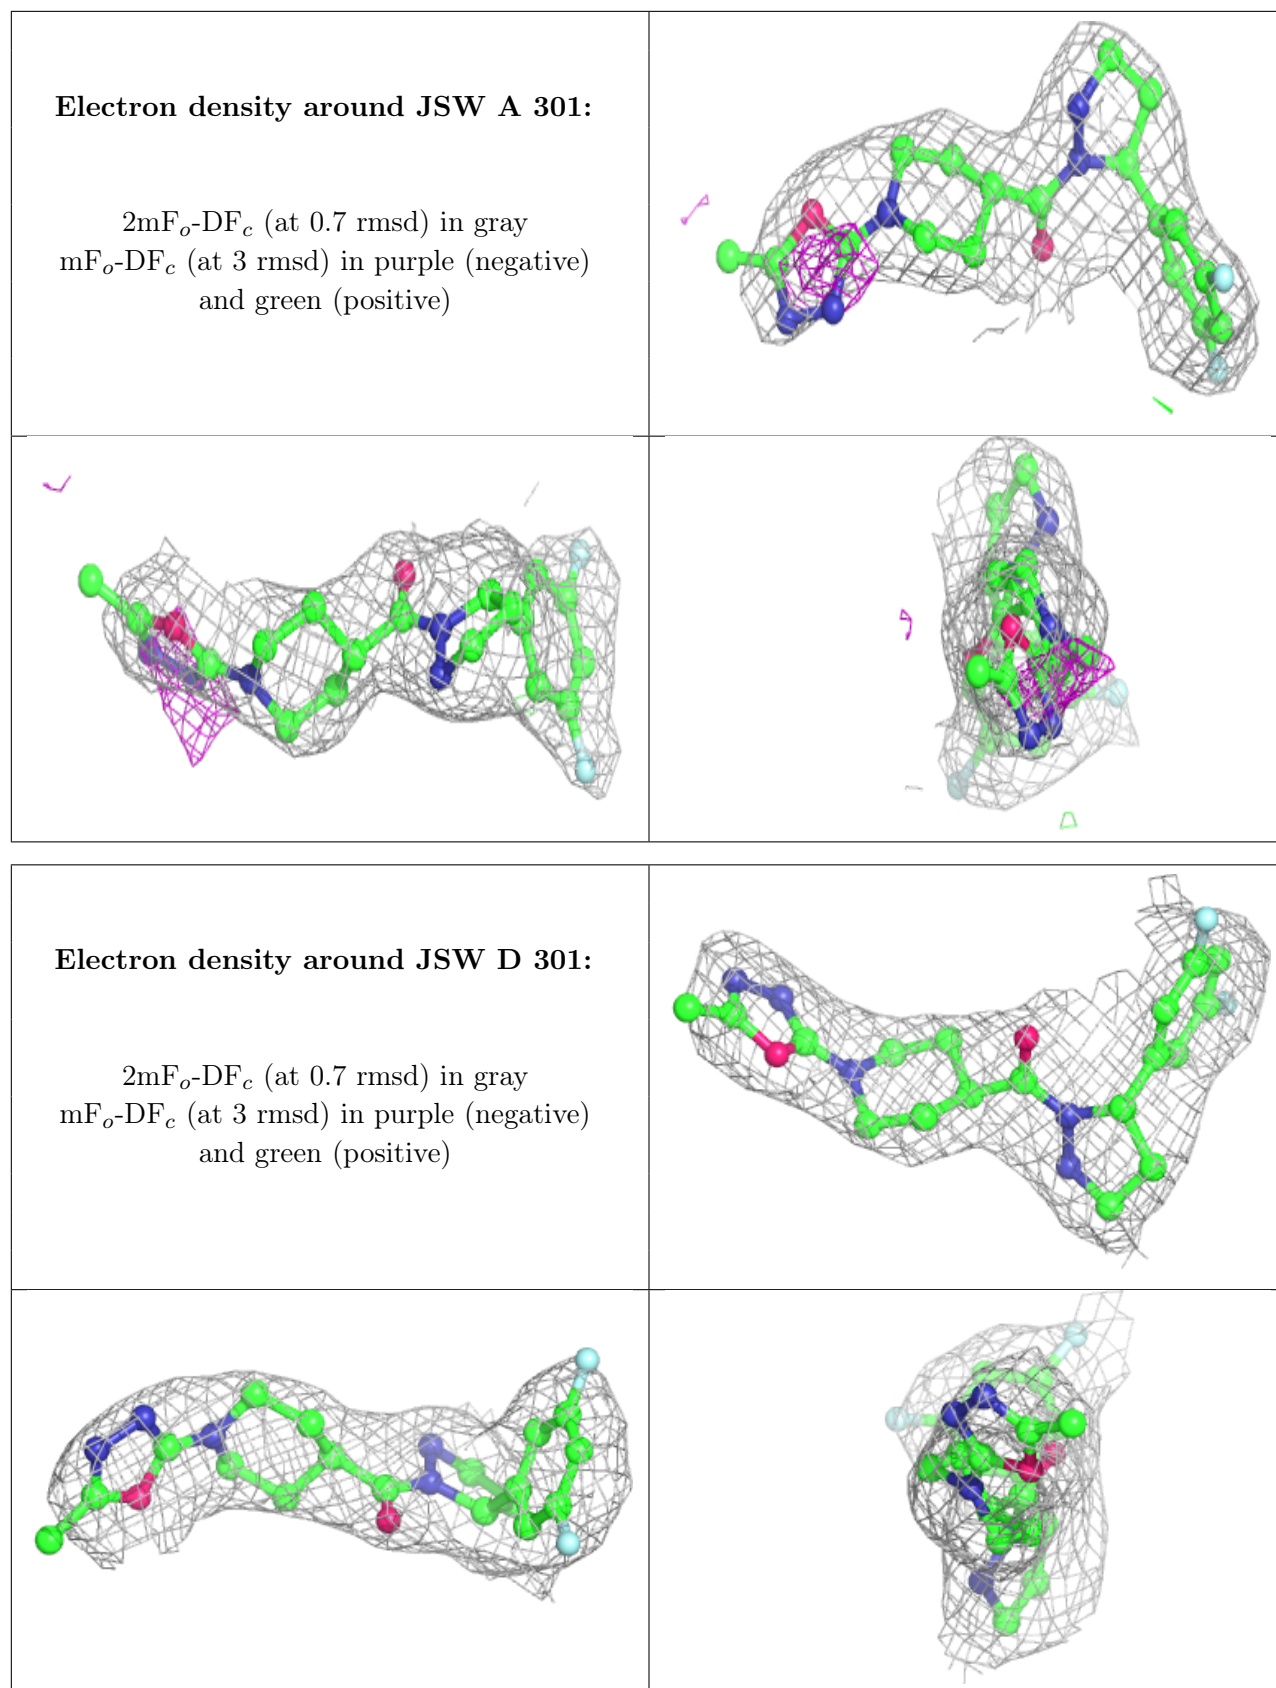 Electron density around JSW A 301:
2mFo-DFc (at 0.7 rmsd) in gray
mFo-DFc (at 3 rmsd) in purple (negative)
and green (positive)
Electron density around JSW D 301:
2mFo-DFc (at 0.7 rmsd) in gray
mFo-DFc (at 3 rmsd) in purple (negative)
and green (positive)